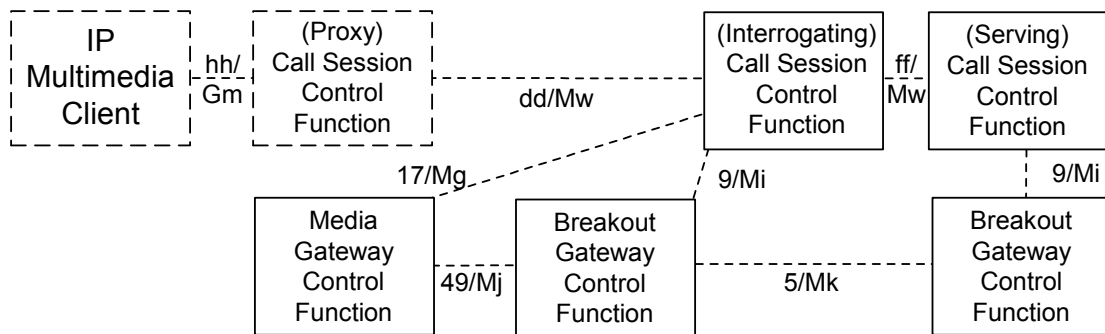 IP
Multimedia
Client
hh/
Gm
(Proxy)
Call Session
Control
Function
dd/Mw
(Interrogating)
Call Session
Control
Function
ff/
Mw
(Serving)
Call Session
Control
Function
17/Mg
9/Mi
9/Mi
Media
Gateway
Control
Function
49/Mj
Breakout
Gateway
Control
Function
5/Mk
Breakout
Gateway
Control
Function